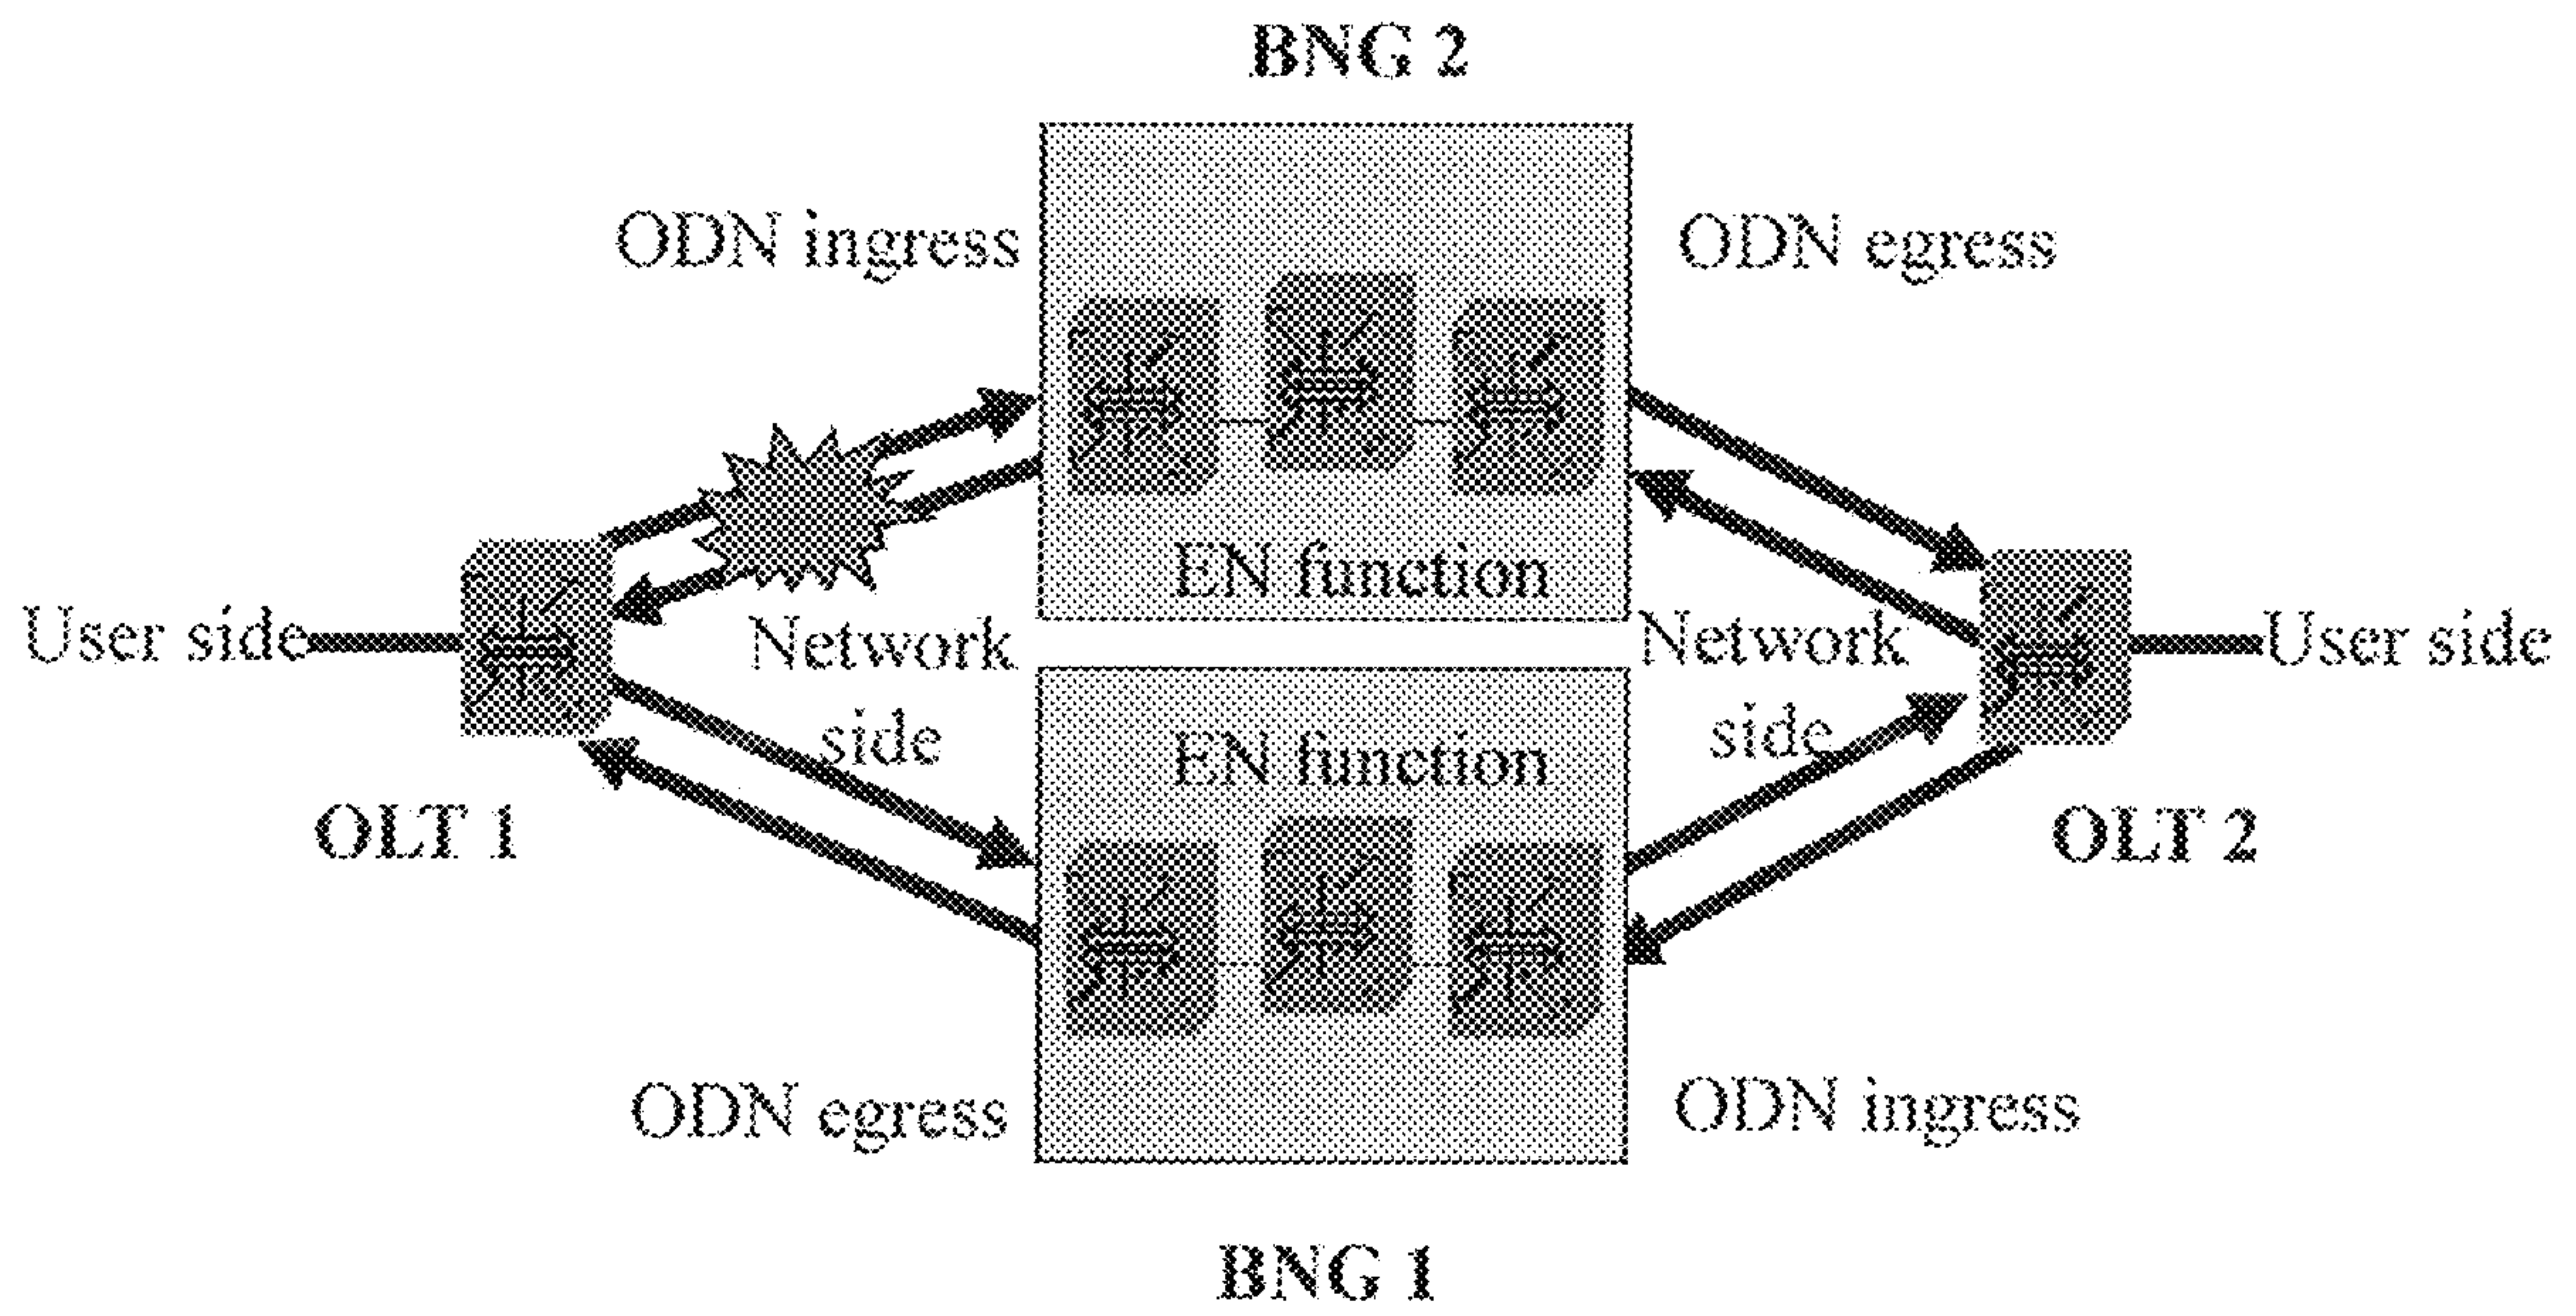 BNG 2
ODN ingress
ODN egress
EN function
User side
Network
side
Network
side
User side
EN function
OLT 1
OLT 2
ODN egress
ODN ingress
BNG 1